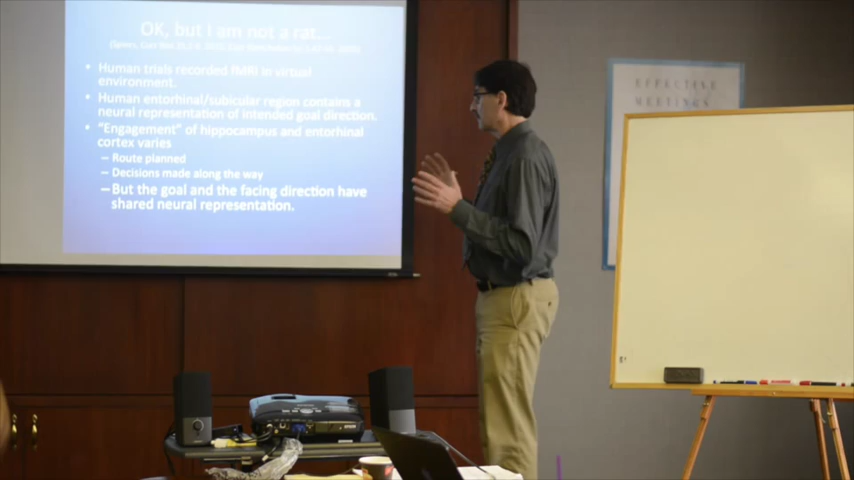 OK, but I am not a rat...
• Human trials recorded fMRI in virtual
environment.
• Human entorhinal/subicular region contains a
neural representation of intended goal direction.
• "Engagement" of hippocampus and entorhinal
cortex varies
– Route planned
– Decisions made along the way
– But the goal and the facing direction have
shared neural representation.
EFFECTIVE
MEETINGS
EPSON